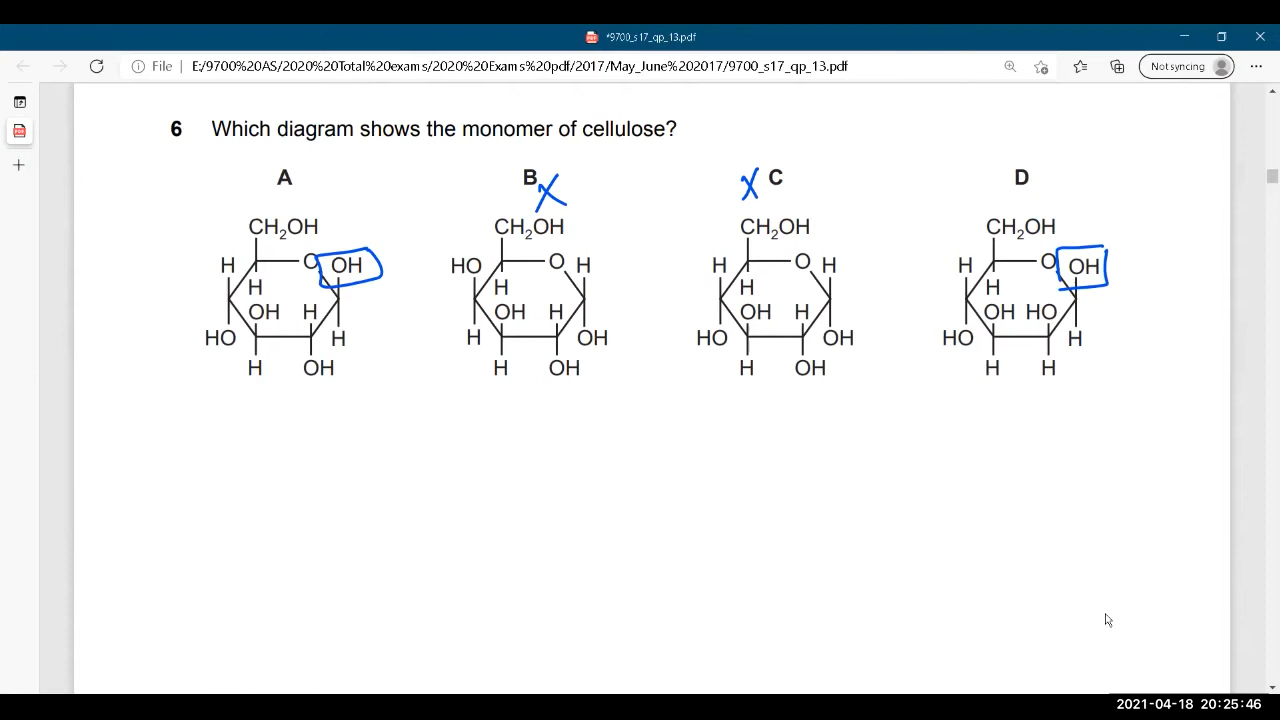 *9700_s17_qp_13.pdf
File | E:/9700%20AS/2020%20Total%20exams/2020%20Exams%20pdf/2017/May_June%202017/9700_s17_qp_13.pdf
Not syncing
6 Which diagram shows the monomer of cellulose?
A B X X C D
CH2OH CH2OH CH2OH CH2OH
H O OH HO O H H O H H O OH
H H H H
OH H OH H OH H OH HO
HO H H OH HO OH HO H
H OH H OH H OH H H
2021-04-18 20:25:46